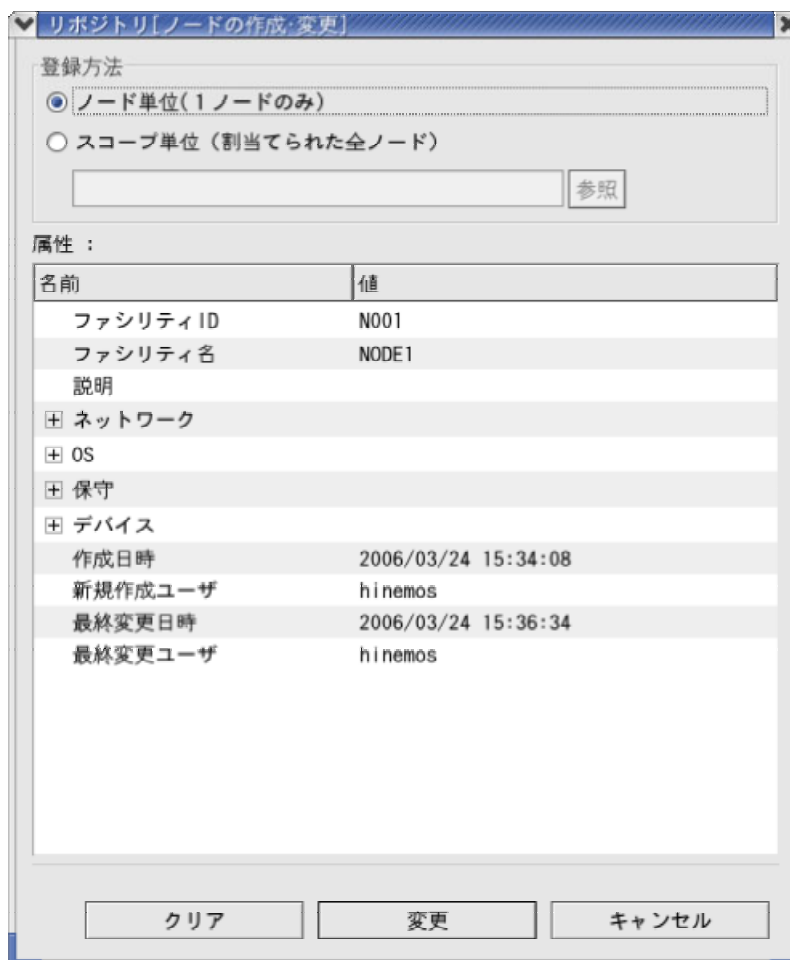 リポジトリ[ノードの作成・変更]
登録方法
ノード単位(1ノードのみ)
スコープ単位(割当てられた全ノード)
参照
属性 :
名前 値
ファシリティID N001
ファシリティ名 NODE1
説明
ネットワーク
OS
保守
デバイス
作成日時 2006/03/24 15:34:08
新規作成ユーザ hinemos
最終変更日時 2006/03/24 15:36:34
最終変更ユーザ hinemos
クリア 変更 キャンセル